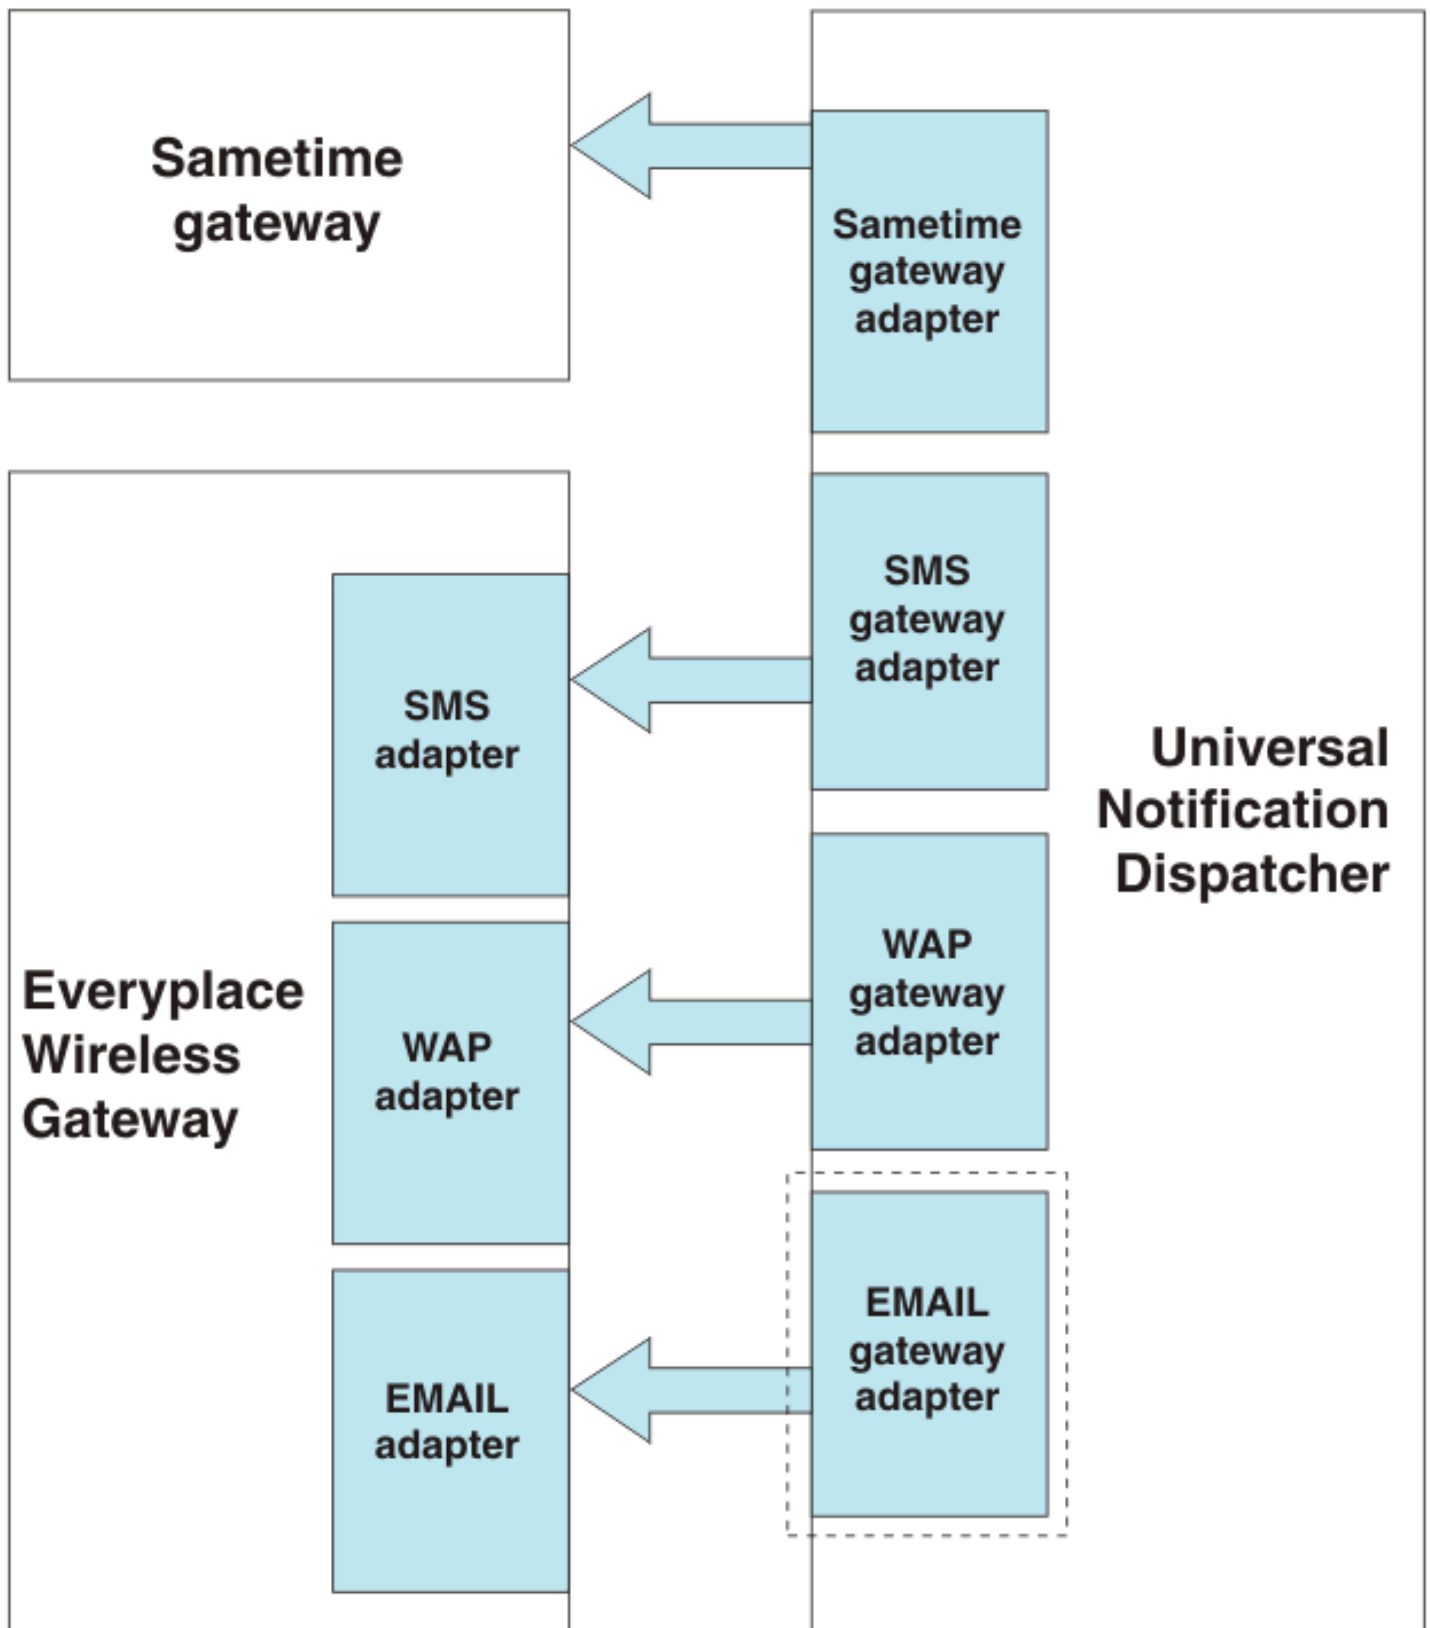 Sametime
gateway
Sametime
gateway
adapter
SMS
gateway
adapter
SMS
adapter
Universal
Notification
Dispatcher
WAP
gateway
adapter
Everyplace
Wireless
Gateway
WAP
adapter
EMAIL
gateway
adapter
EMAIL
adapter